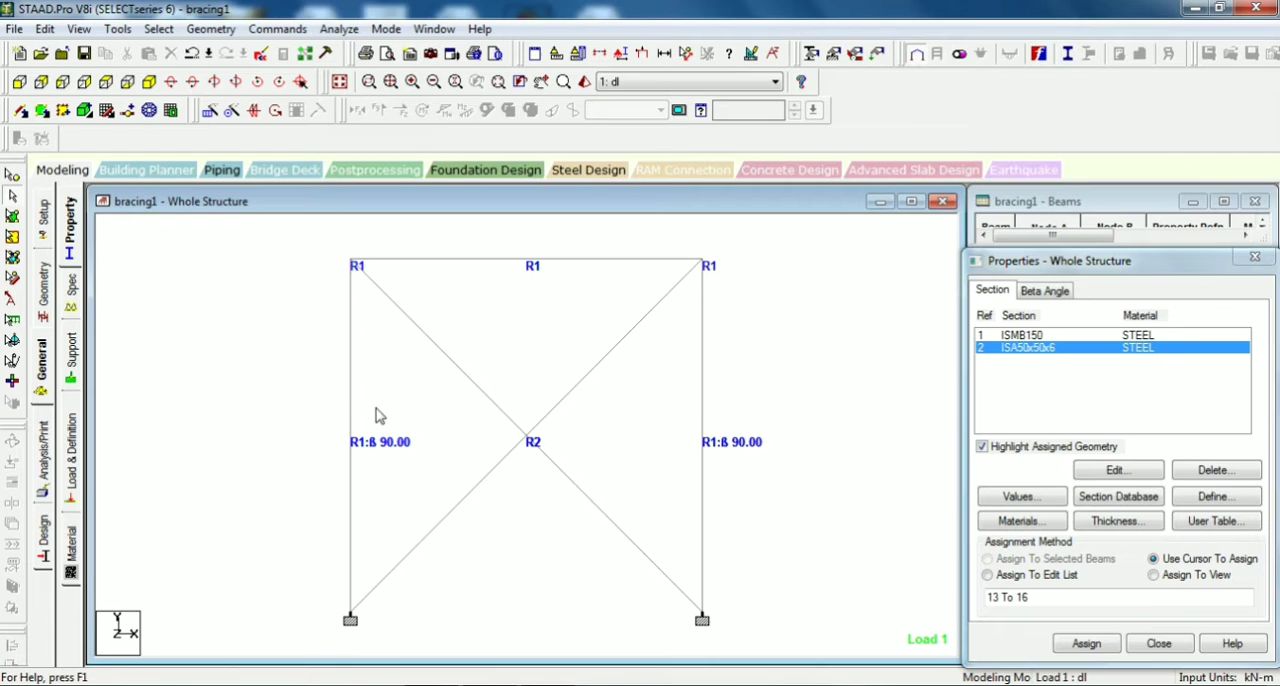 STAAD.Pro V8i (SELECTseries 6) - bracing1
File Edit View Tools Select Geometry Commands Analyze Mode Window Help
1: dl
Modeling Building Planner Piping Bridge Deck Postprocessing Foundation Design Steel Design RAM Connection Concrete Design Advanced Slab Design Earthquake
Setup
Geometry
General
Analysis/Print
Design
Property
Spec
Support
Load & Definition
Material
bracing1 - Whole Structure
R1 R1 R1
R1:ß 90.00 R2 R1:ß 90.00
Y
Z X
Load 1
bracing1 - Beams
Beam Node A Node B Property Refn
Properties - Whole Structure
Section Beta Angle
Ref Section Material
1 ISMB150 STEEL
2 ISA50x50x6 STEEL
Highlight Assigned Geometry
Edit... Delete...
Values... Section Database Define...
Materials... Thickness... User Table...
Assignment Method
Assign To Selected Beams Use Cursor To Assign
Assign To Edit List Assign To View
13 To 16
Assign Close Help
For Help, press F1 Modeling Mo Load 1 : dl Input Units: kN-m